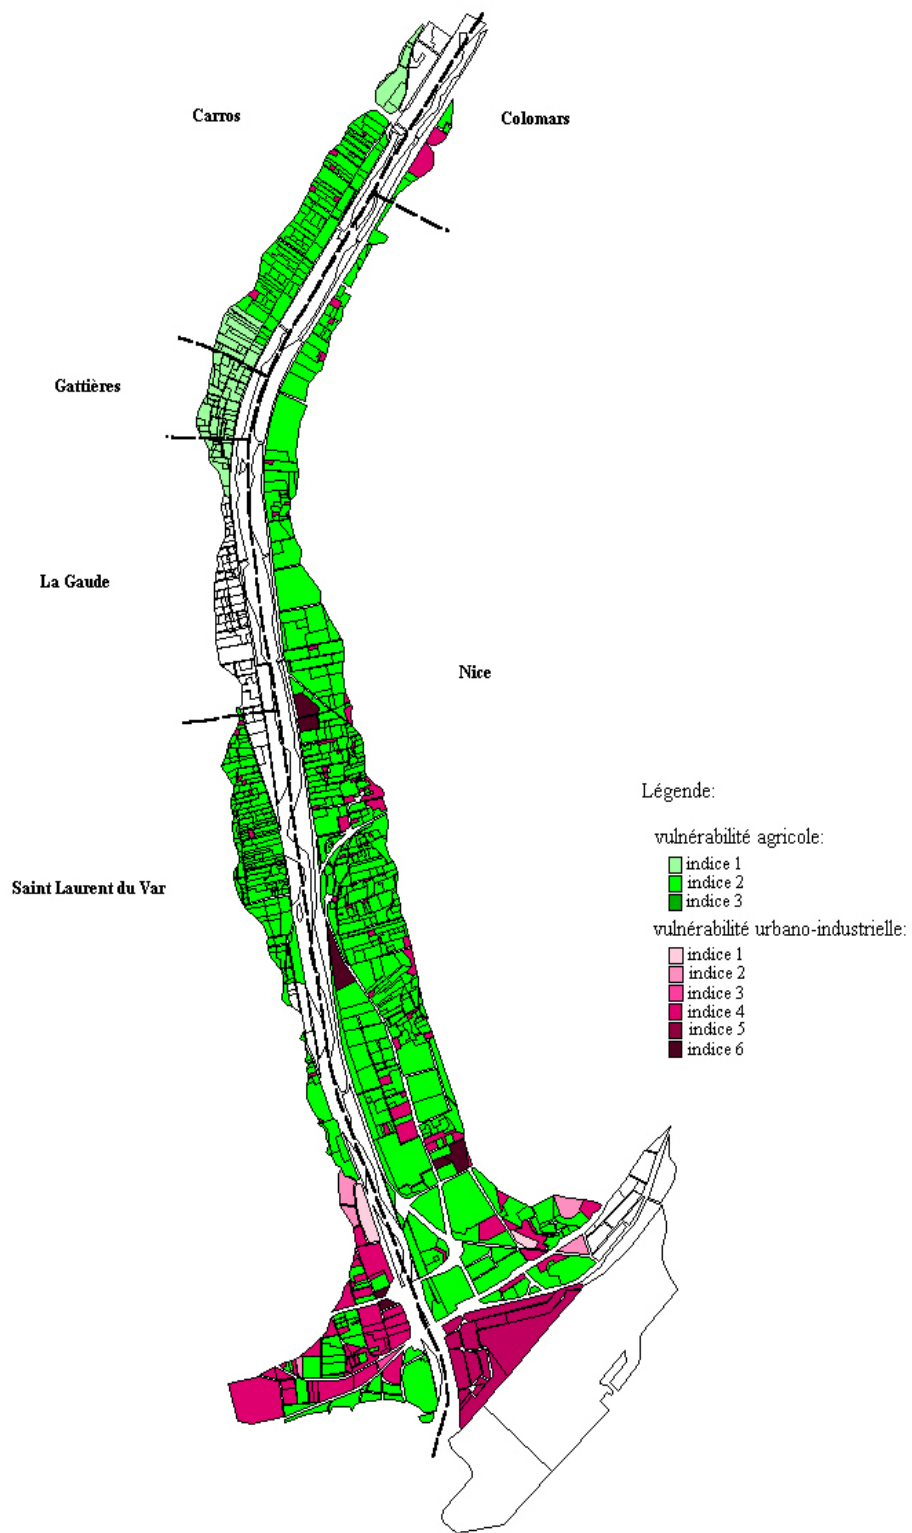 Carros
Colomars
Gattières
La Gaude
Nice
Légende:
vulnérabilité agricole:
indice 1
indice 2
indice 3
Saint Laurent du Var
vulnérabilité urbano-industrielle:
indice 1
indice 2
indice 3
indice 4
indice 5
indice 6